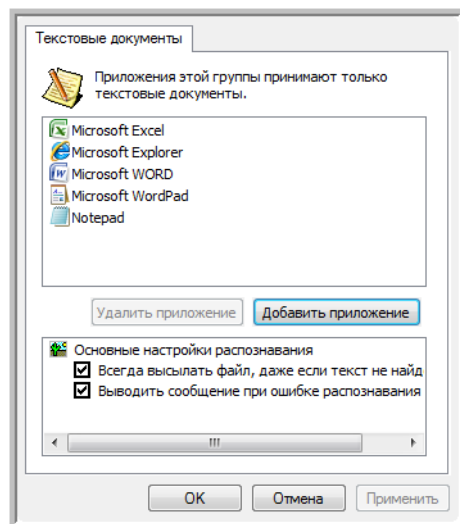 Текстовые документы
Приложения этой группы принимают только
текстовые документы.
Microsoft Excel
Microsoft Explorer
Microsoft WORD
Microsoft WordPad
Notepad
Удалить приложение Добавить приложение
Основные настройки распознавания
Всегда высылать файл, даже если текст не найд
Выводить сообщение при ошибке распознавания
OK Отмена Применить